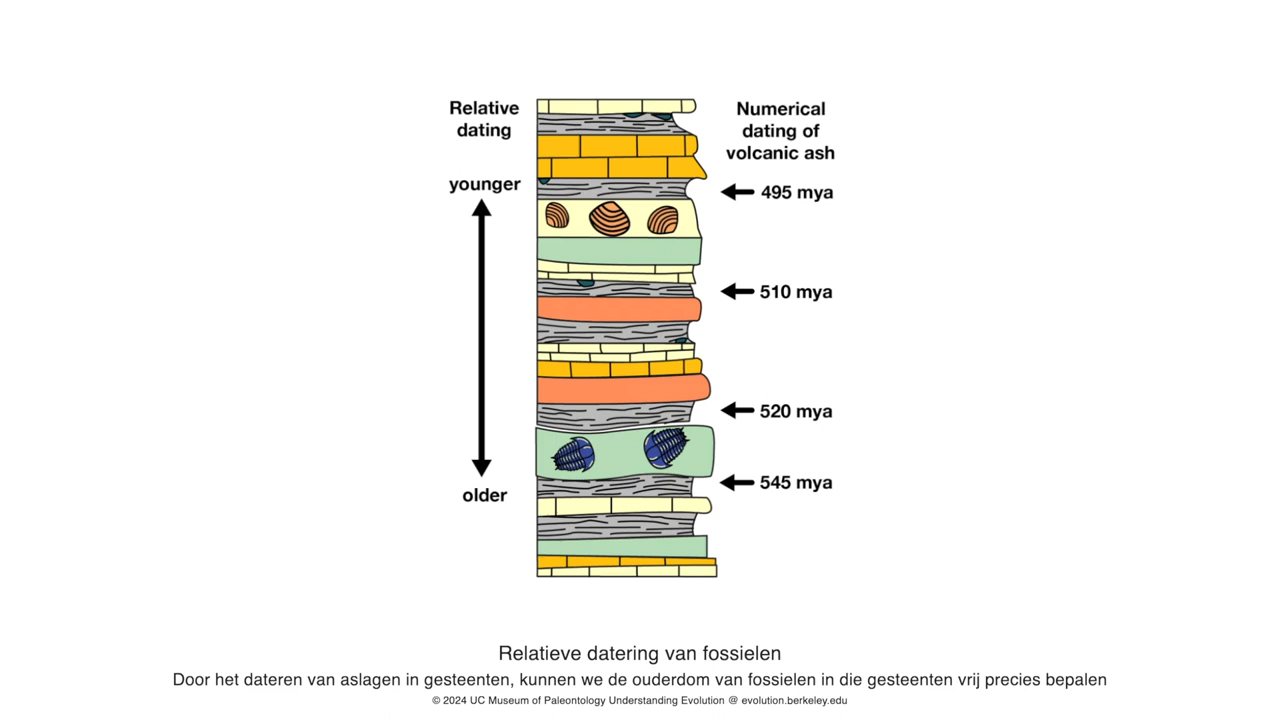 Relative
dating
younger
older
Numerical
dating of
volcanic ash
495 mya
510 mya
520 mya
545 mya
Relatieve datering van fossielen
Door het dateren van aslagen in gesteenten, kunnen we de ouderdom van fossielen in die gesteenten vrij precies bepalen
© 2024 UC Museum of Paleontology Understanding Evolution @ evolution.berkeley.edu